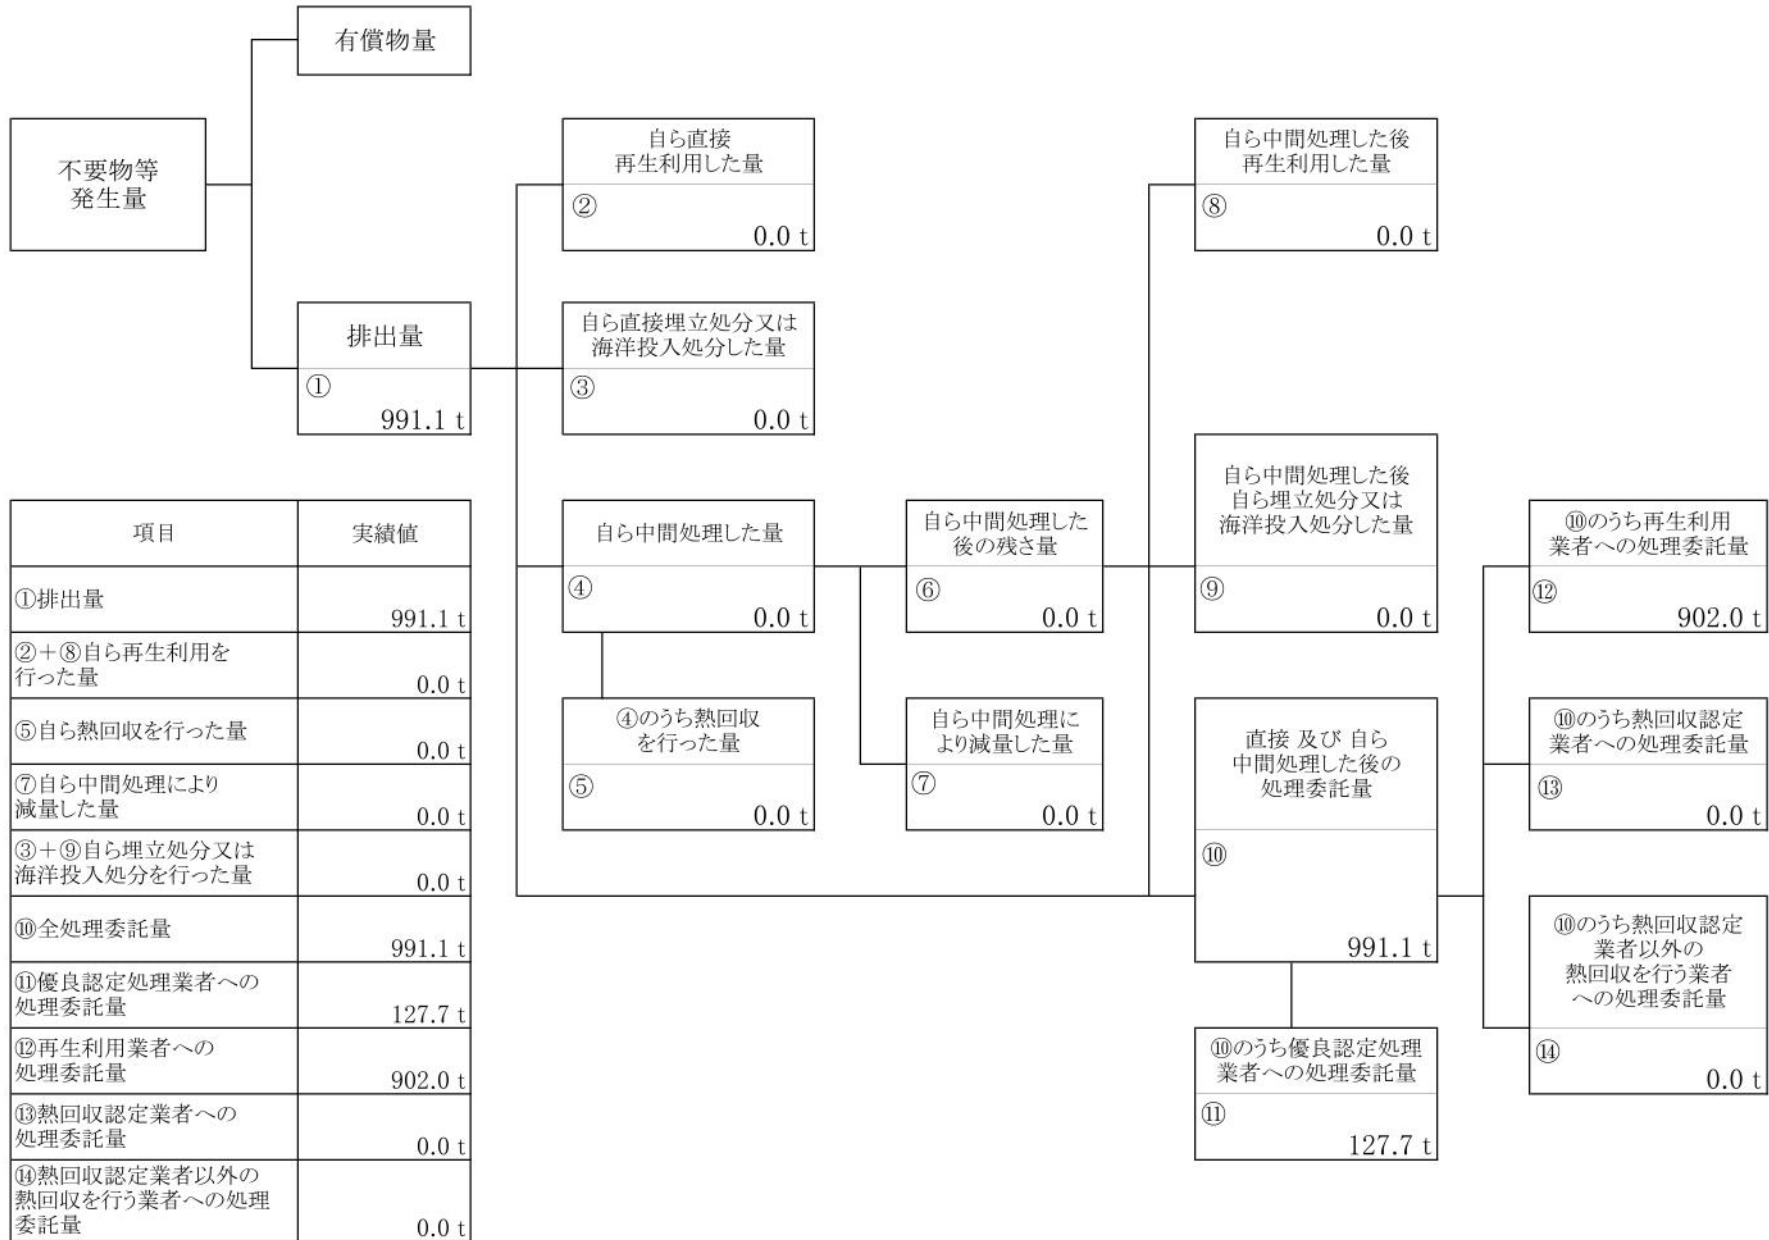 有償物量
不要物等
発生量
自ら直接
再生利用した量
②
0.0 t
自ら中間処理した後
再生利用した量
⑧
0.0 t
排出量
①
991.1 t
自ら直接埋立処分又は
海洋投入処分した量
③
0.0 t
項目
実績値
①排出量
991.1 t
②+⑧自ら再生利用を
行った量
0.0 t
⑤自ら熱回収を行った量
0.0 t
⑦自ら中間処理により
減量した量
0.0 t
③+⑨自ら埋立処分又は
海洋投入処分を行った量
0.0 t
⑩全処理委託量
991.1 t
⑪優良認定処理業者への
処理委託量
127.7 t
⑫再生利用業者への
処理委託量
902.0 t
⑬熱回収認定業者への
処理委託量
0.0 t
⑭熱回収認定業者以外の
熱回収を行う業者への処理
委託量
0.0 t
自ら中間処理した量
④
0.0 t
自ら中間処理した
後の残さ量
⑥
0.0 t
自ら中間処理した後
自ら埋立処分又は
海洋投入処分した量
⑨
0.0 t
⑩のうち再生利用
業者への処理委託量
⑫
902.0 t
④のうち熱回収
を行った量
⑤
0.0 t
自ら中間処理に
より減量した量
⑦
0.0 t
直接 及び 自ら
中間処理した後の
処理委託量
⑩
991.1 t
⑩のうち熱回収認定
業者への処理委託量
⑬
0.0 t
⑩のうち熱回収認定
業者以外の
熱回収を行う業者
への処理委託量
⑭
0.0 t
⑩のうち優良認定処理
業者への処理委託量
⑪
127.7 t